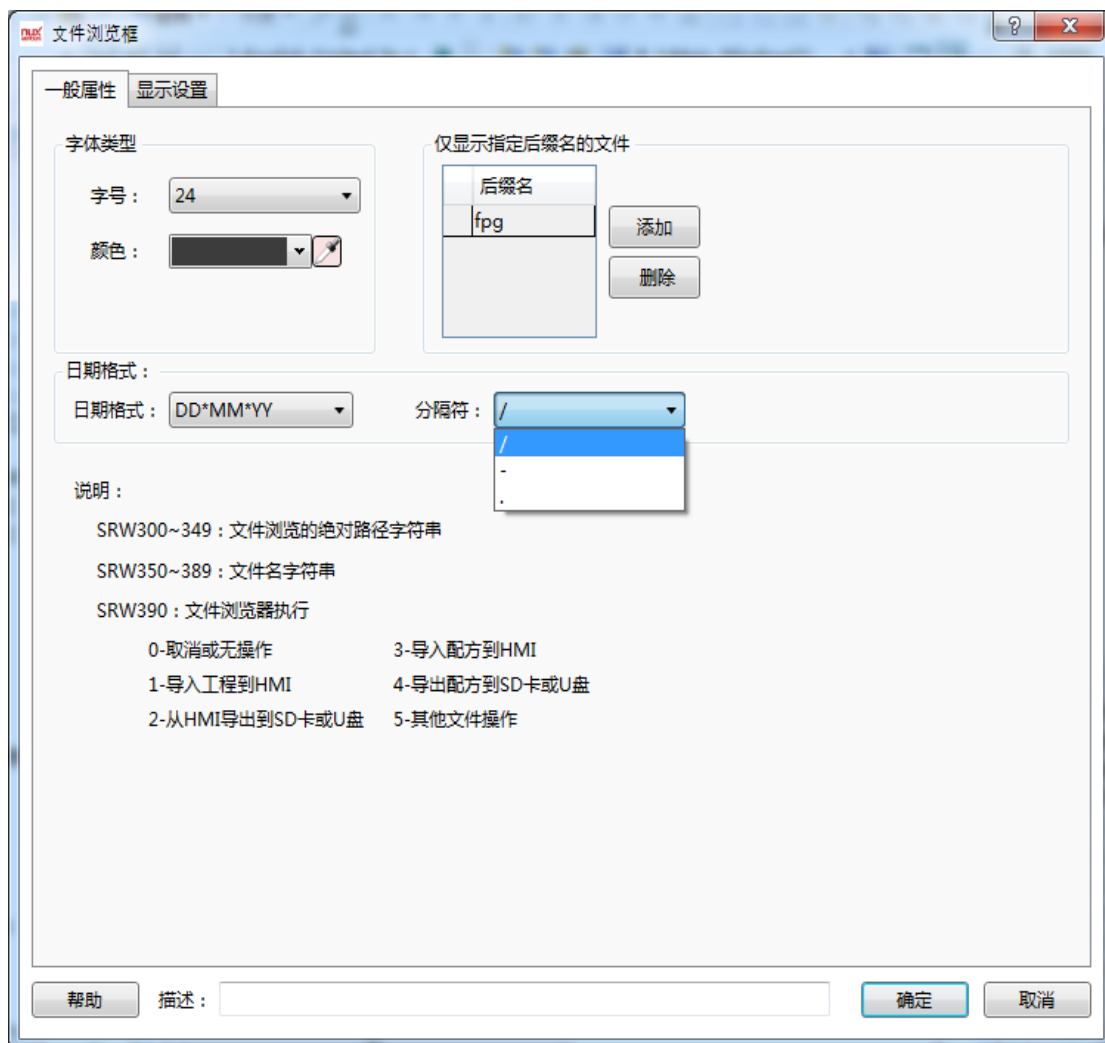 文件浏览框
?
X
一般属性 显示设置
字体类型
字号： 24
颜色：
仅显示指定后缀名的文件
后缀名
fpg
添加
删除
日期格式：
日期格式： DD*MM*YY 分隔符： /
/
-
.
说明：
SRW300~349：文件浏览的绝对路径字符串
SRW350~389：文件名字符串
SRW390：文件浏览器执行
0-取消或无操作 3-导入配方到HMI
1-导入工程到HMI 4-导出配方到SD卡或U盘
2-从HMI导出到SD卡或U盘 5-其他文件操作
帮助 描述： 确定 取消